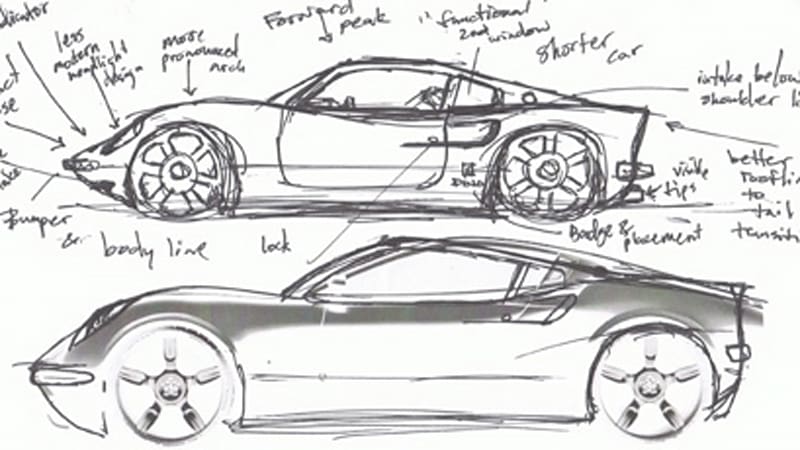 less
modern
headlight
design
more
pronounced
arch
Forward
peak
"functional"
2nd
window
shorter
car
intake below
shoulder
better
to
tail
visible
tips
Badge &
placement
Bumper
&
body line
lock